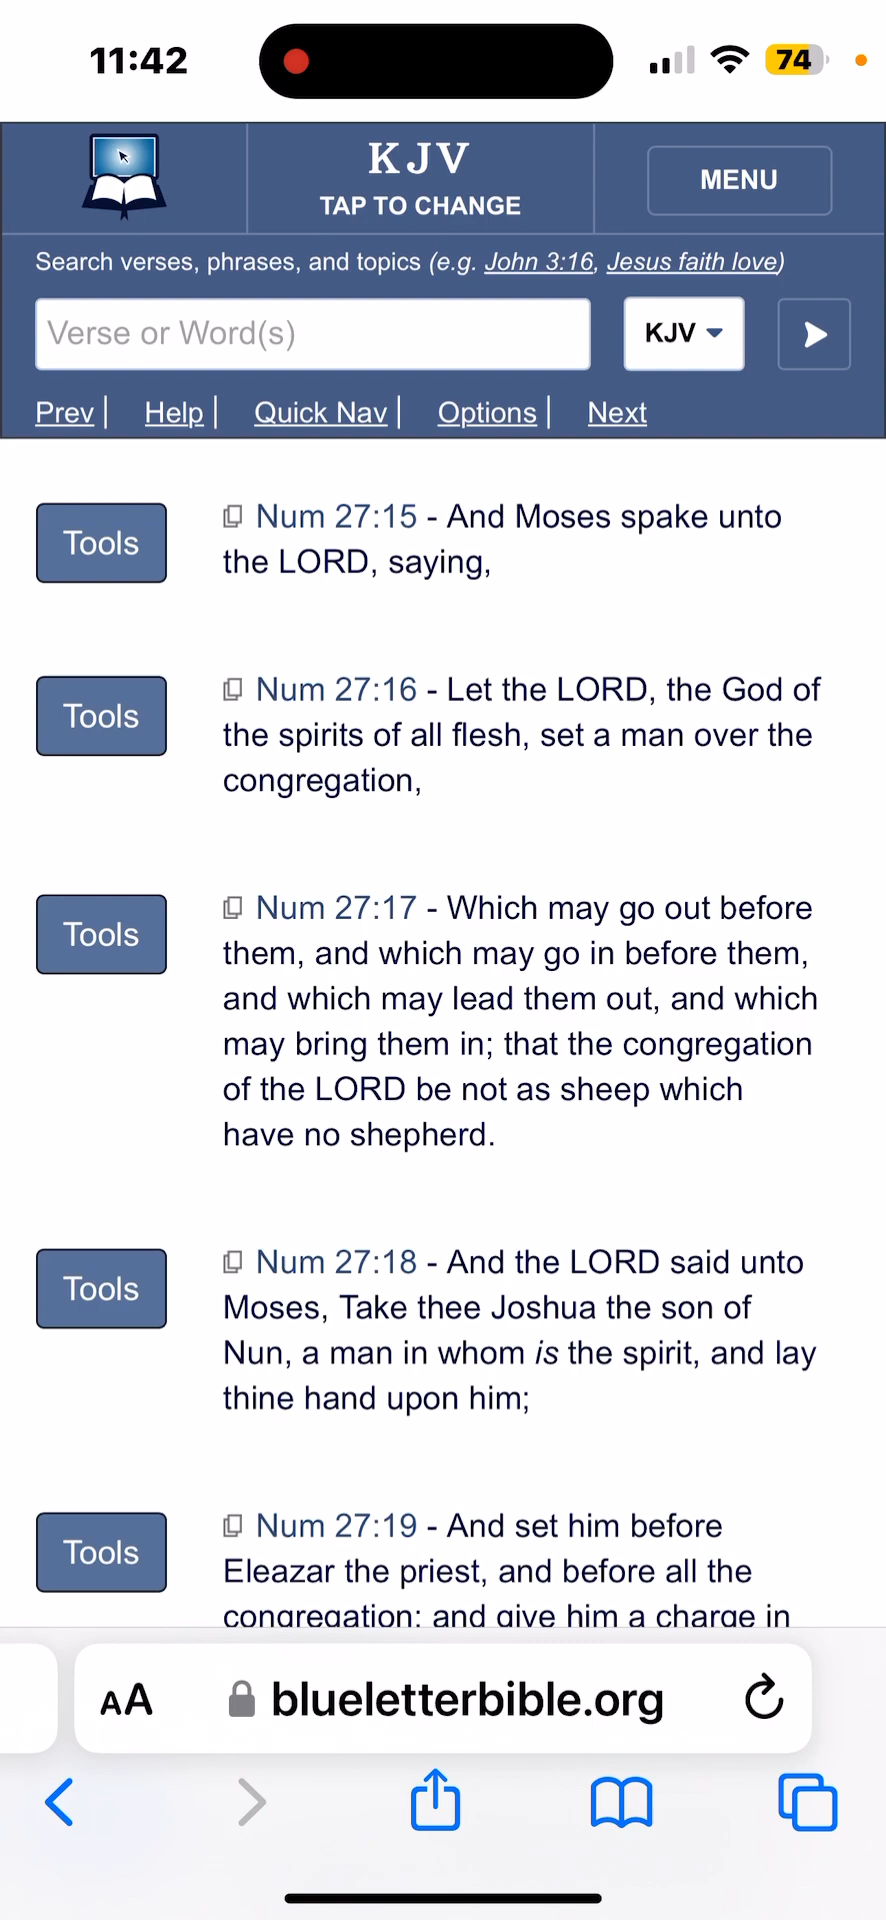 11:42
74
KJV
TAP TO CHANGE
MENU
Search verses, phrases, and topics (e.g. John 3:16, Jesus faith love)
Verse or Word(s)
KJV
Prev | Help | Quick Nav | Options | Next
Tools
Num 27:15 - And Moses spake unto
the LORD, saying,
Tools
Num 27:16 - Let the LORD, the God of
the spirits of all flesh, set a man over the
congregation,
Tools
Num 27:17 - Which may go out before
them, and which may go in before them,
and which may lead them out, and which
may bring them in; that the congregation
of the LORD be not as sheep which
have no shepherd.
Tools
Num 27:18 - And the LORD said unto
Moses, Take thee Joshua the son of
Nun, a man in whom is the spirit, and lay
thine hand upon him;
Tools
Num 27:19 - And set him before
Eleazar the priest, and before all the
congregation; and give him a charge in
AA
blueletterbible.org